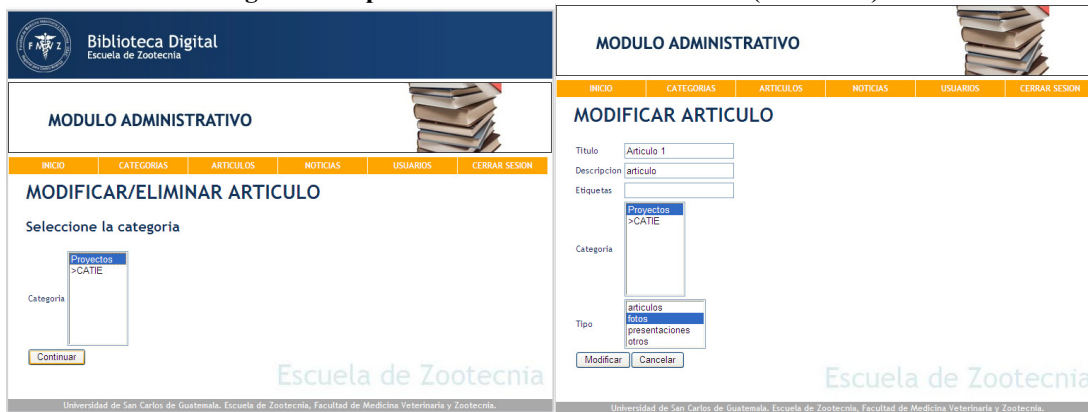 Biblioteca Digital
Escuela de Zootecnia
MODULO ADMINISTRATIVO
INICIO CATEGORIAS ARTICULOS NOTICIAS USUARIOS CERRAR SESION
MODIFICAR/ELIMINAR ARTICULO
Seleccione la categoria
Categoria
Proyectos
>CATIE
Continuar
Escuela de Zootecnia
Universidad de San Carlos de Guatemala. Escuela de Zootecnia, Facultad de Medicina Veterinaria y Zootecnia.
MODULO ADMINISTRATIVO
INICIO CATEGORIAS ARTICULOS NOTICIAS USUARIOS CERRAR SESION
MODIFICAR ARTICULO
Titulo Articulo 1
Descripcion articulo
Etiquetas
Categoria
Proyectos
>CATIE
Tipo
articulos
fotos
presentaciones
otros
Modificar Cancelar
Escuela de Zootecnia
Universidad de San Carlos de Guatemala. Escuela de Zootecnia, Facultad de Medicina Veterinaria y Zootecnia.